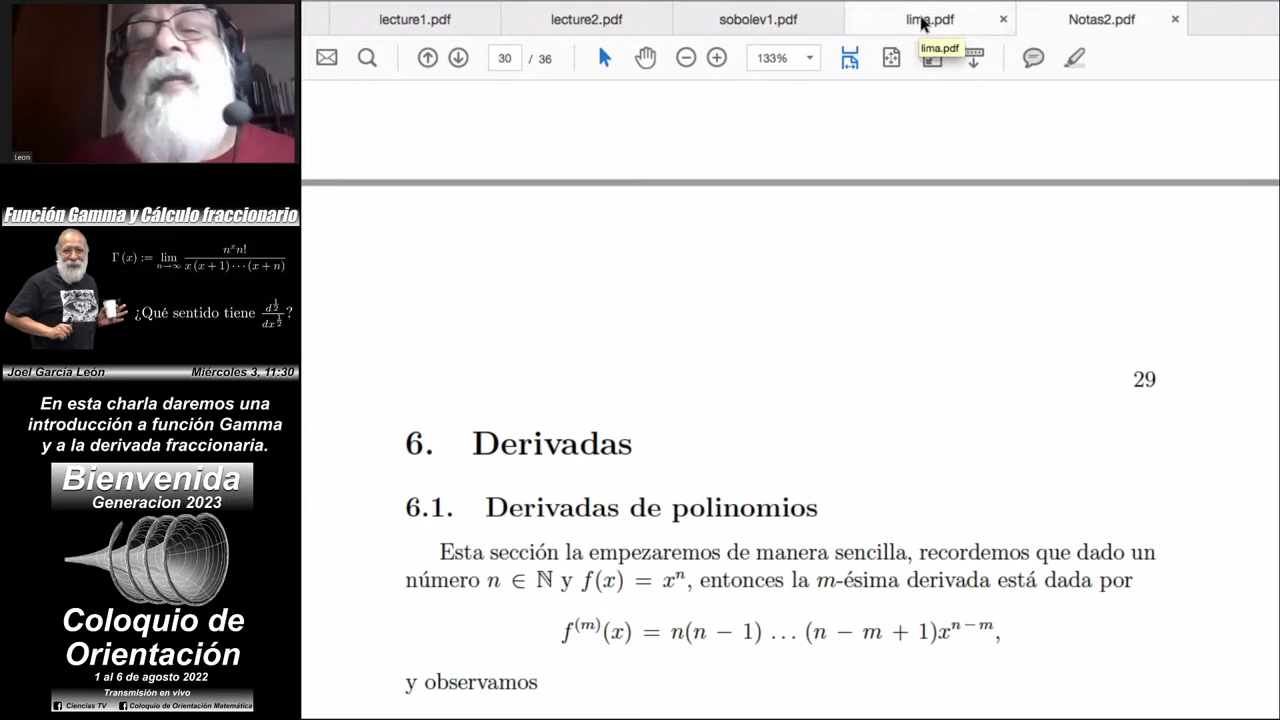 lecture1.pdf
lecture2.pdf
sobolev1.pdf
lima.pdf
Notas2.pdf
30 / 36
133%
lima.pdf
Leon
Función Gamma y Cálculo fraccionario
Γ(x) := lim n→∞ n^x n! / x(x+1)···(x+n)
¿Qué sentido tiene d^{1/2}/dx^{1/2}?
Joel García León
Miércoles 3, 11:30
En esta charla daremos una
introducción a función Gamma
y a la derivada fraccionaria.
Bienvenida
Generacion 2023
Coloquio de
Orientación
1 al 6 de agosto 2022
Transmisión en vivo
Ciencias TV
Coloquio de Orientación Matemática
29
6. Derivadas
6.1. Derivadas de polinomios
Esta sección la empezaremos de manera sencilla, recordemos que dado un
número n ∈ ℕ y f(x) = x^n, entonces la m-ésima derivada está dada por
f^{(m)}(x) = n(n − 1) … (n − m + 1)x^{n−m},
y observamos